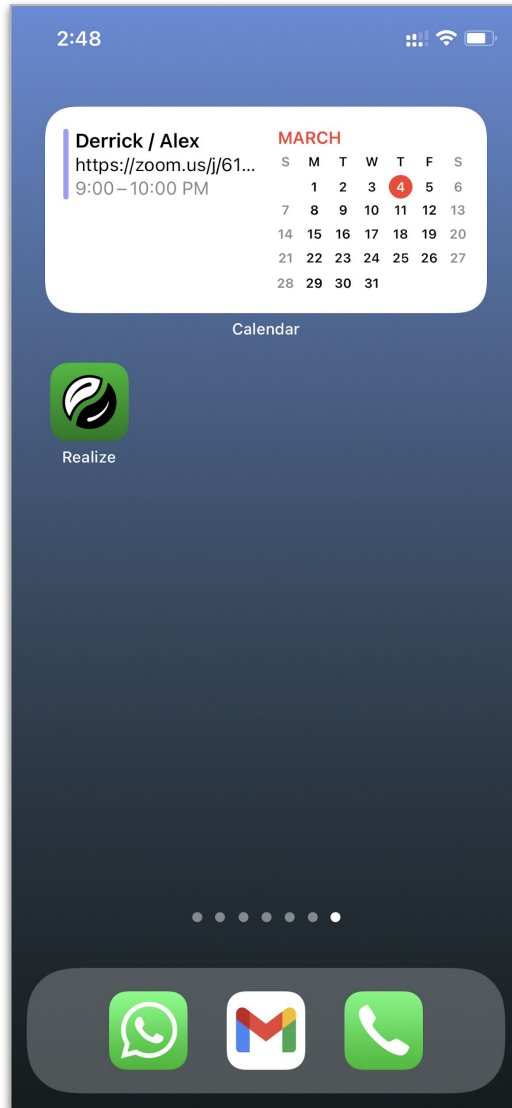 2:48
Derrick / Alex
https://zoom.us/j/61...
9:00 – 10:00 PM
MARCH
S M T W T F S
1 2 3 4 5 6
7 8 9 10 11 12 13
14 15 16 17 18 19 20
21 22 23 24 25 26 27
28 29 30 31
Calendar
Realize